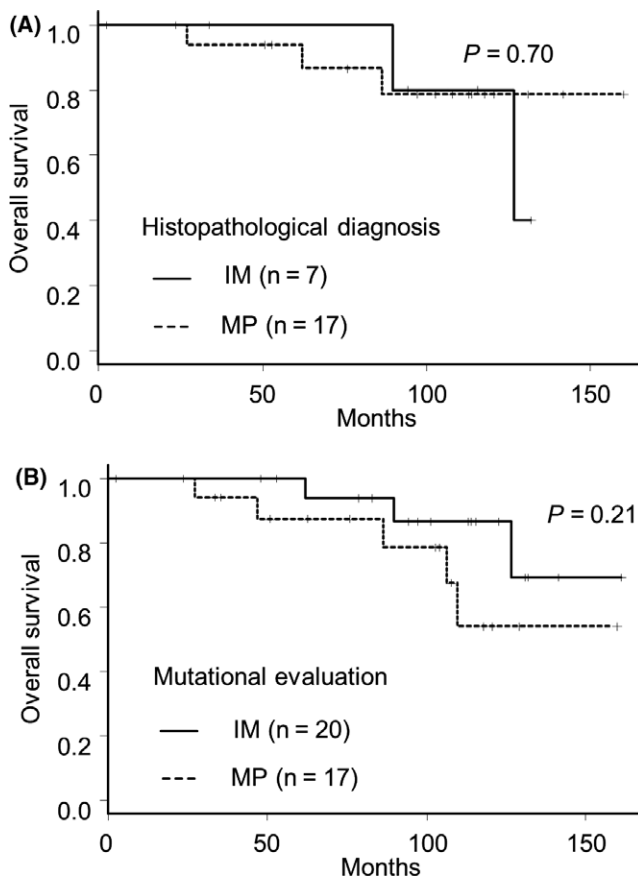 (A)
1.0
P = 0.70
0.8
0.6
Overall survival
0.4
Histopathological diagnosis
IM (n = 7)
0.2
MP (n = 17)
0.0
0 50 100 150
Months
(B)
1.0
P = 0.21
0.8
0.6
Overall survival
0.4
Mutational evaluation
IM (n = 20)
0.2
MP (n = 17)
0.0
0 50 100 150
Months